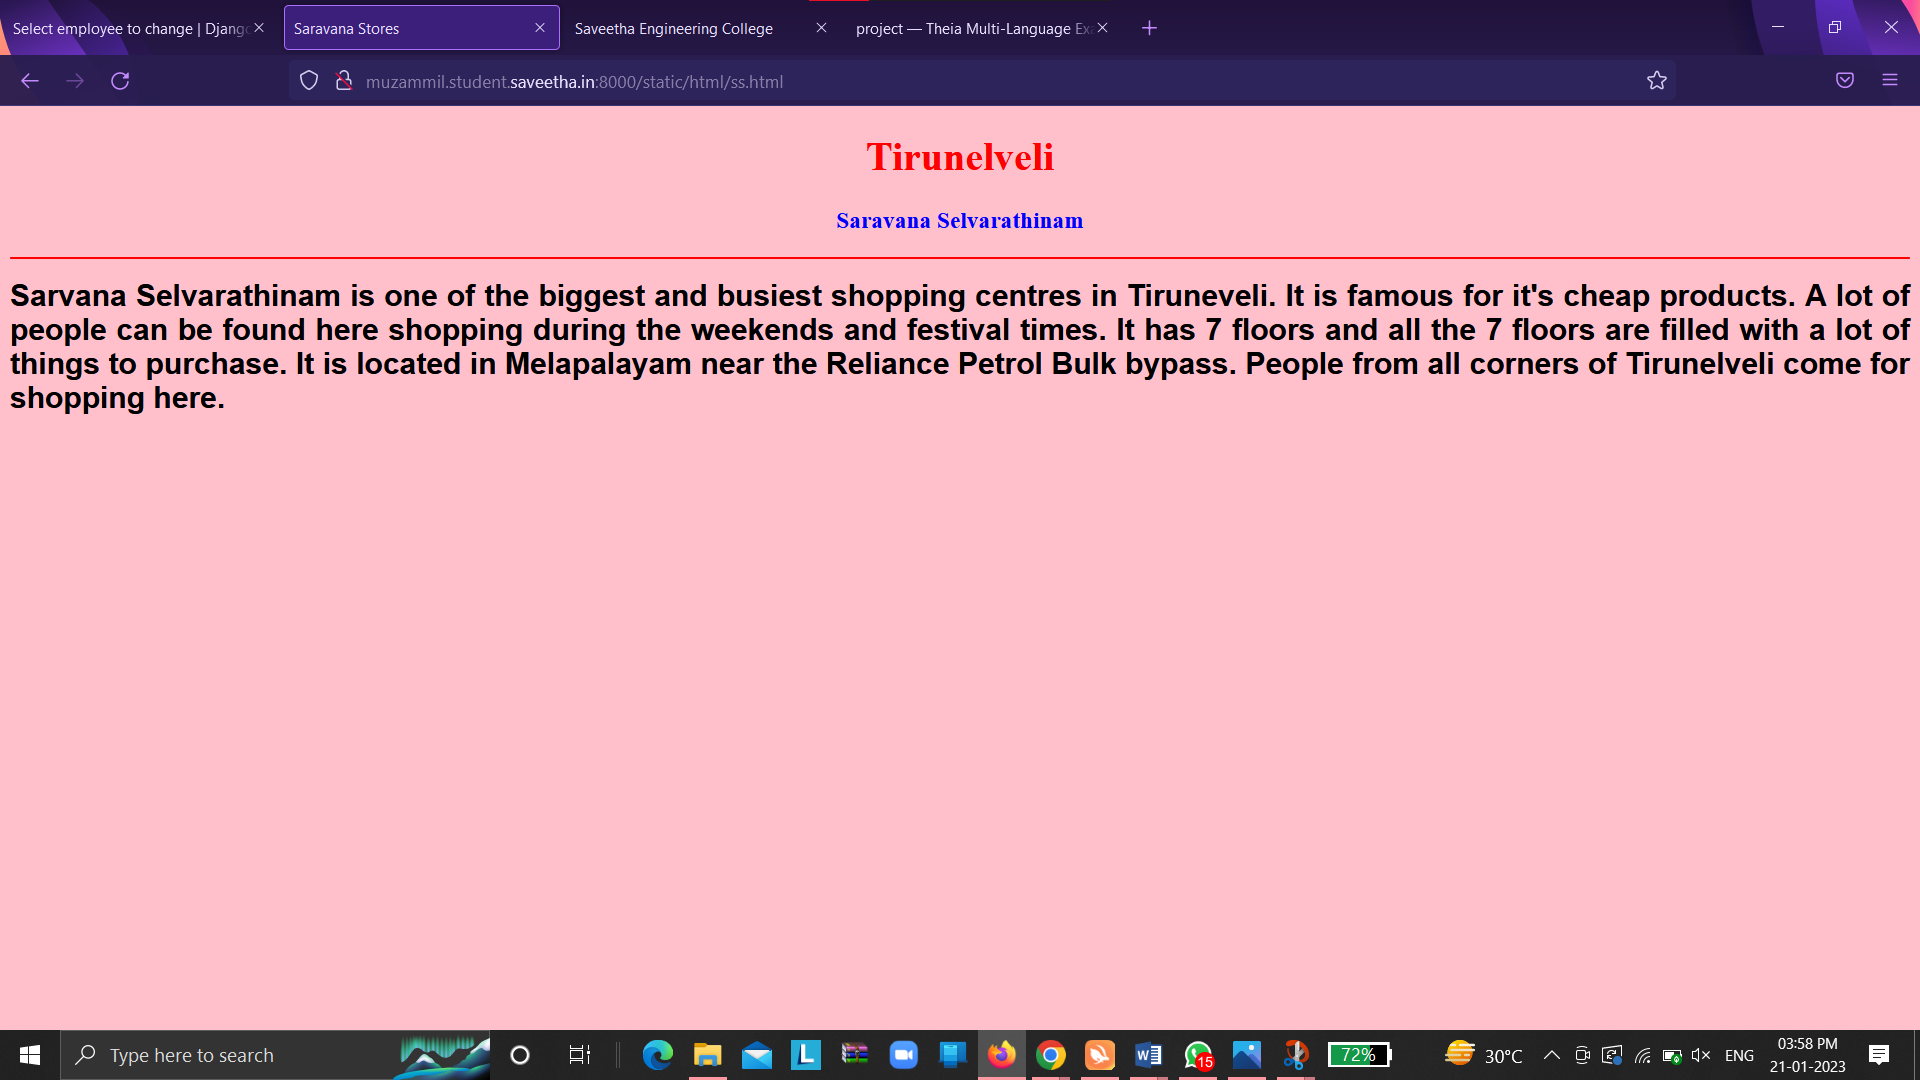 Select employee to change | Djang
Saravana Stores
Saveetha Engineering College
project — Theia Multi-Language Ex
muzammil.student.saveetha.in:8000/static/html/ss.html
Tirunelveli
Saravana Selvarathinam
Sarvana Selvarathinam is one of the biggest and busiest shopping centres in Tiruneveli. It is famous for it's cheap products. A lot of
people can be found here shopping during the weekends and festival times. It has 7 floors and all the 7 floors are filled with a lot of
things to purchase. It is located in Melapalayam near the Reliance Petrol Bulk bypass. People from all corners of Tirunelveli come for
shopping here.
Type here to search
L
W
15
72%
30°C
ENG
03:58 PM
21-01-2023